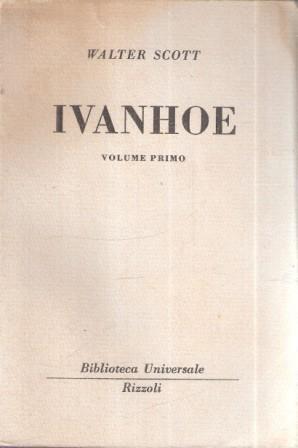 WALTER SCOTT
IVANHOE
VOLUME PRIMO
Biblioteca Universale
Rizzoli